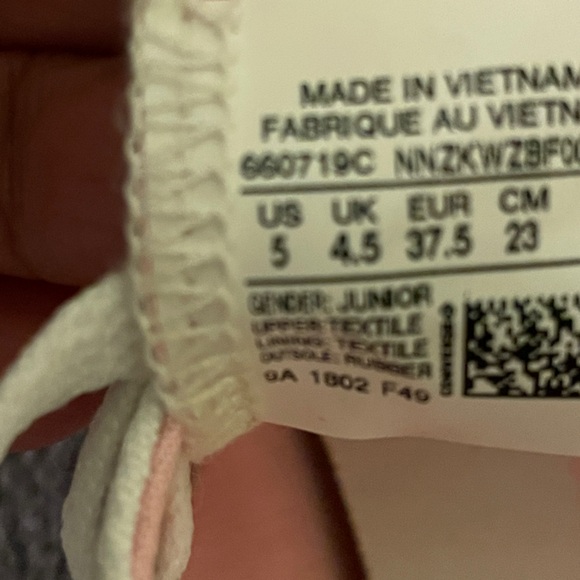 MADE IN VIETNAM
FABRIQUE AU VIETN
660719C NNZKWZBF0
US UK EUR CM
5 4.5 37.5 23
GENDER: JUNIOR
UPPER: TEXTILE
LINING: TEXTILE
OUTSOLE: RUBBER
1802 F49